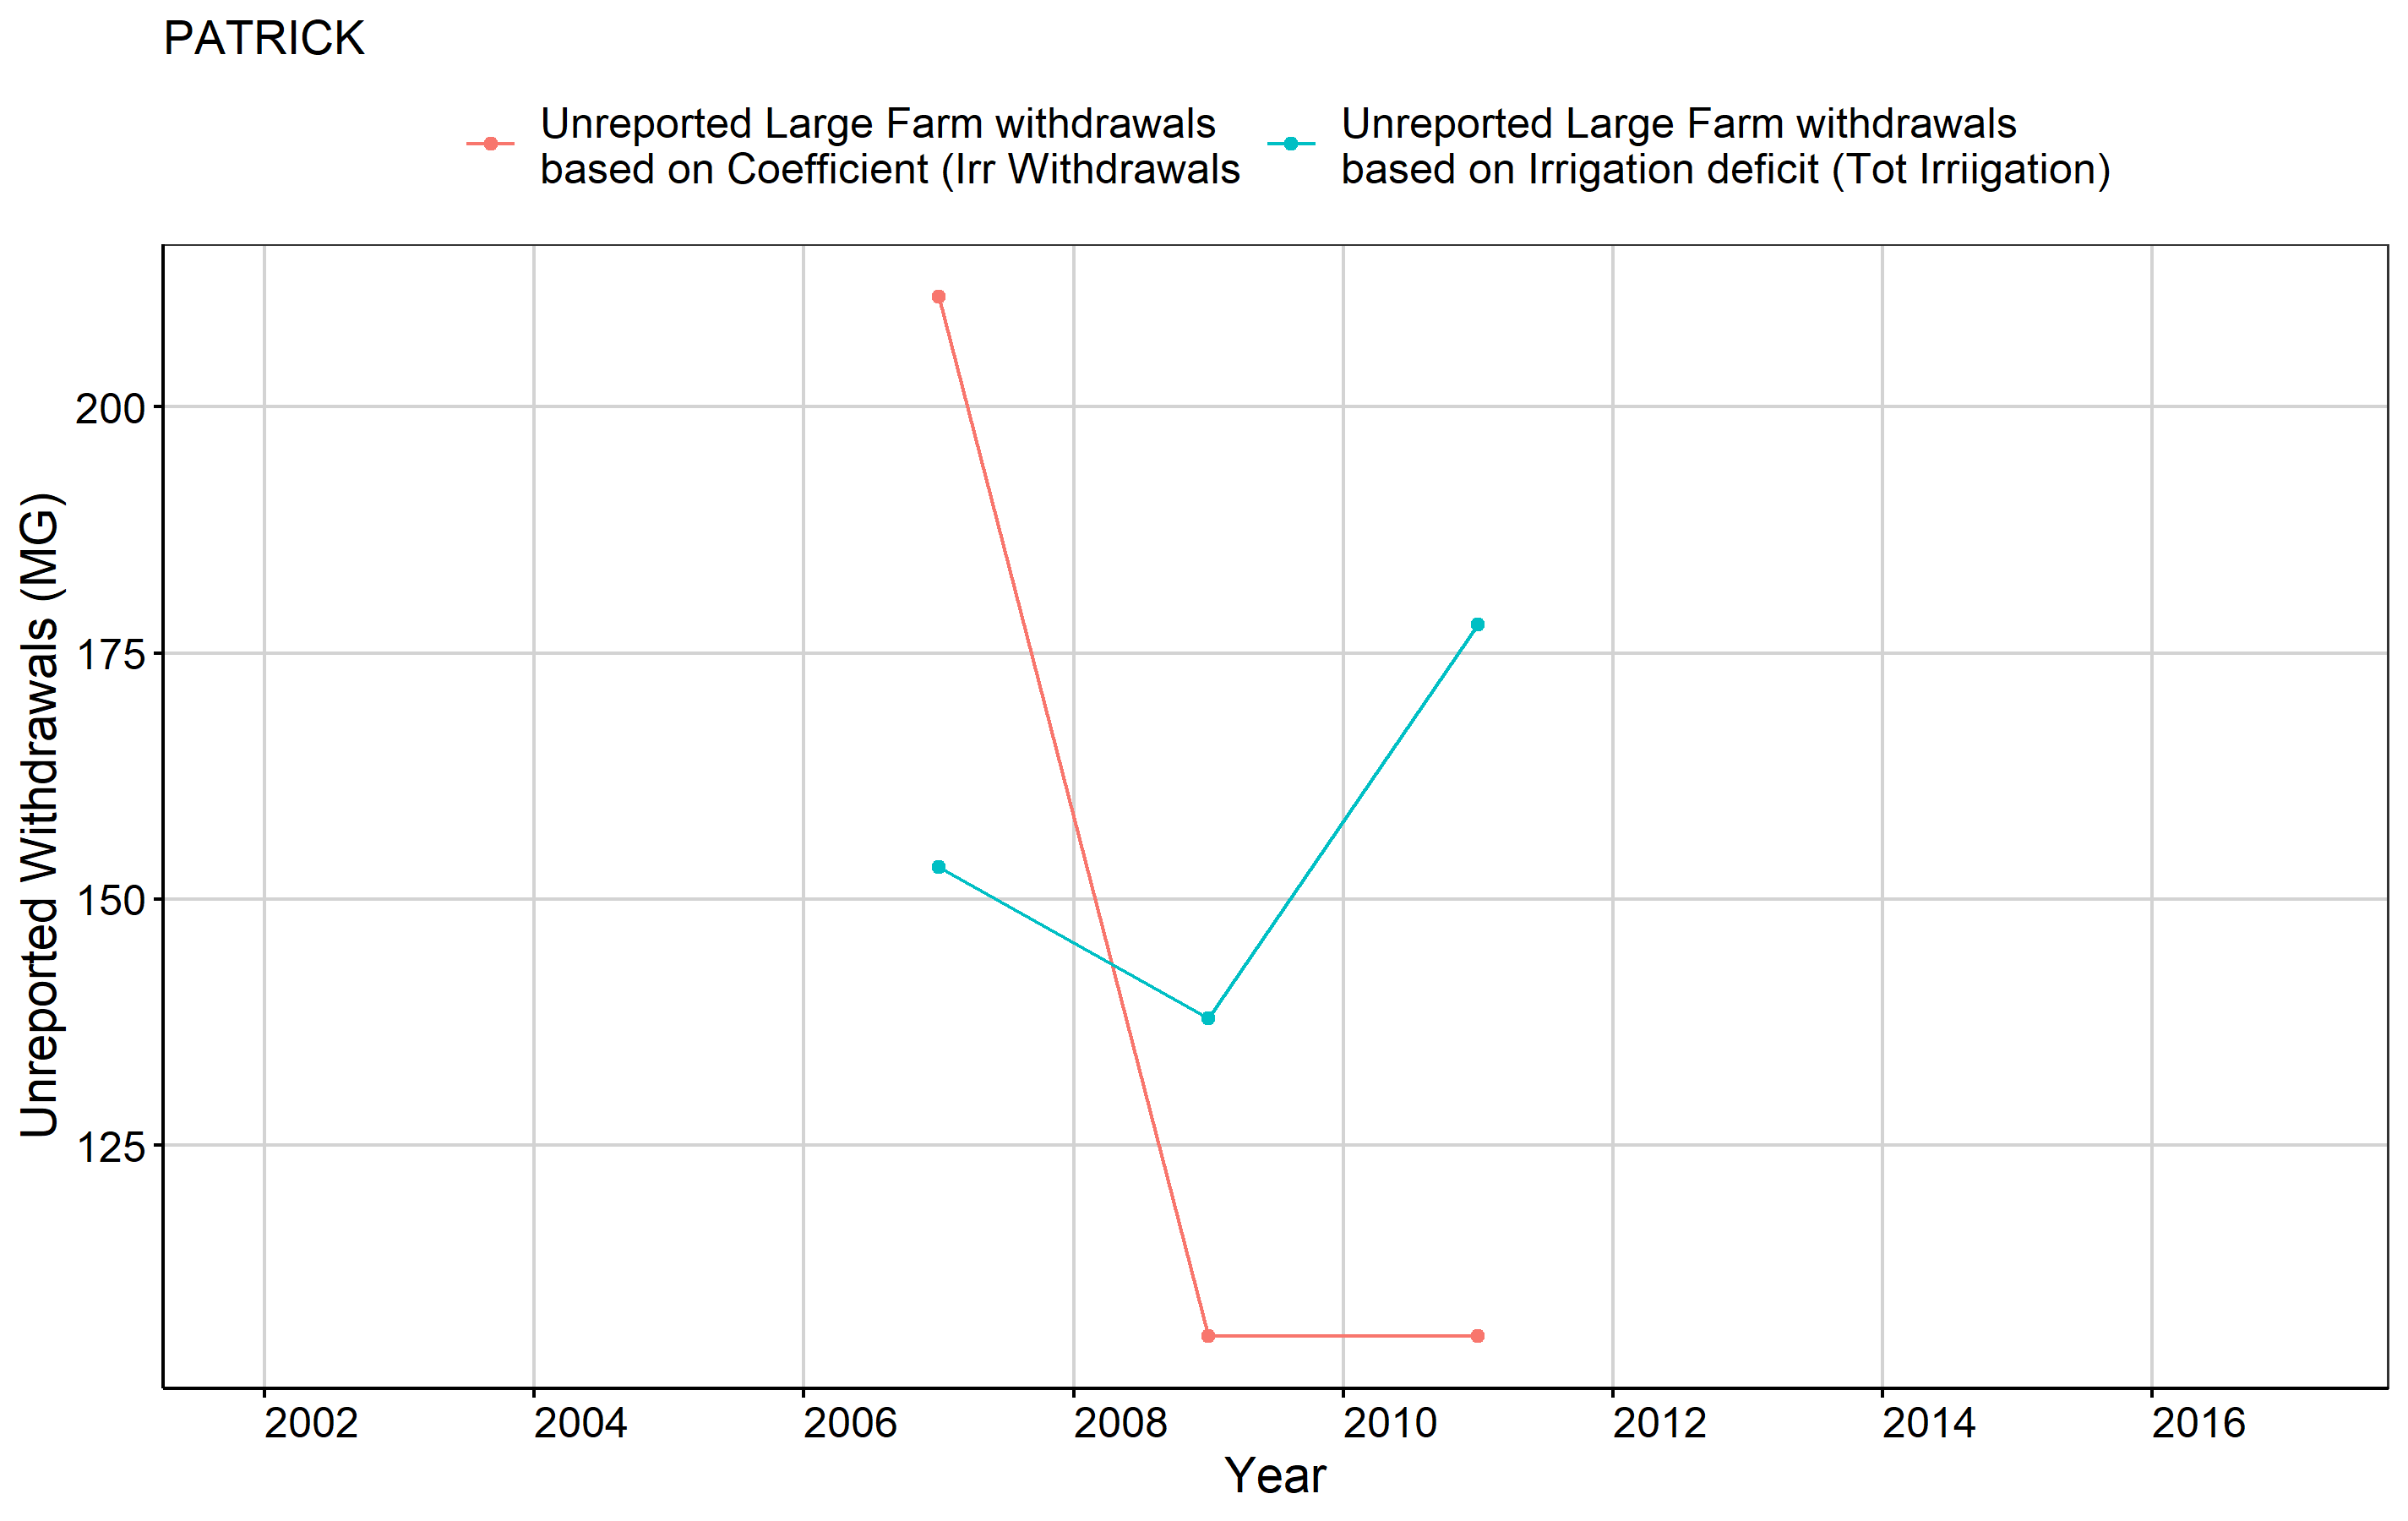 PATRICK
Unreported Large Farm withdrawals
based on Coefficient (Irr Withdrawals
Unreported Large Farm withdrawals
based on Irrigation deficit (Tot Irriigation)
Unreported Withdrawals (MG)
200
175
150
125
2002 2004 2006 2008 2010 2012 2014 2016
Year